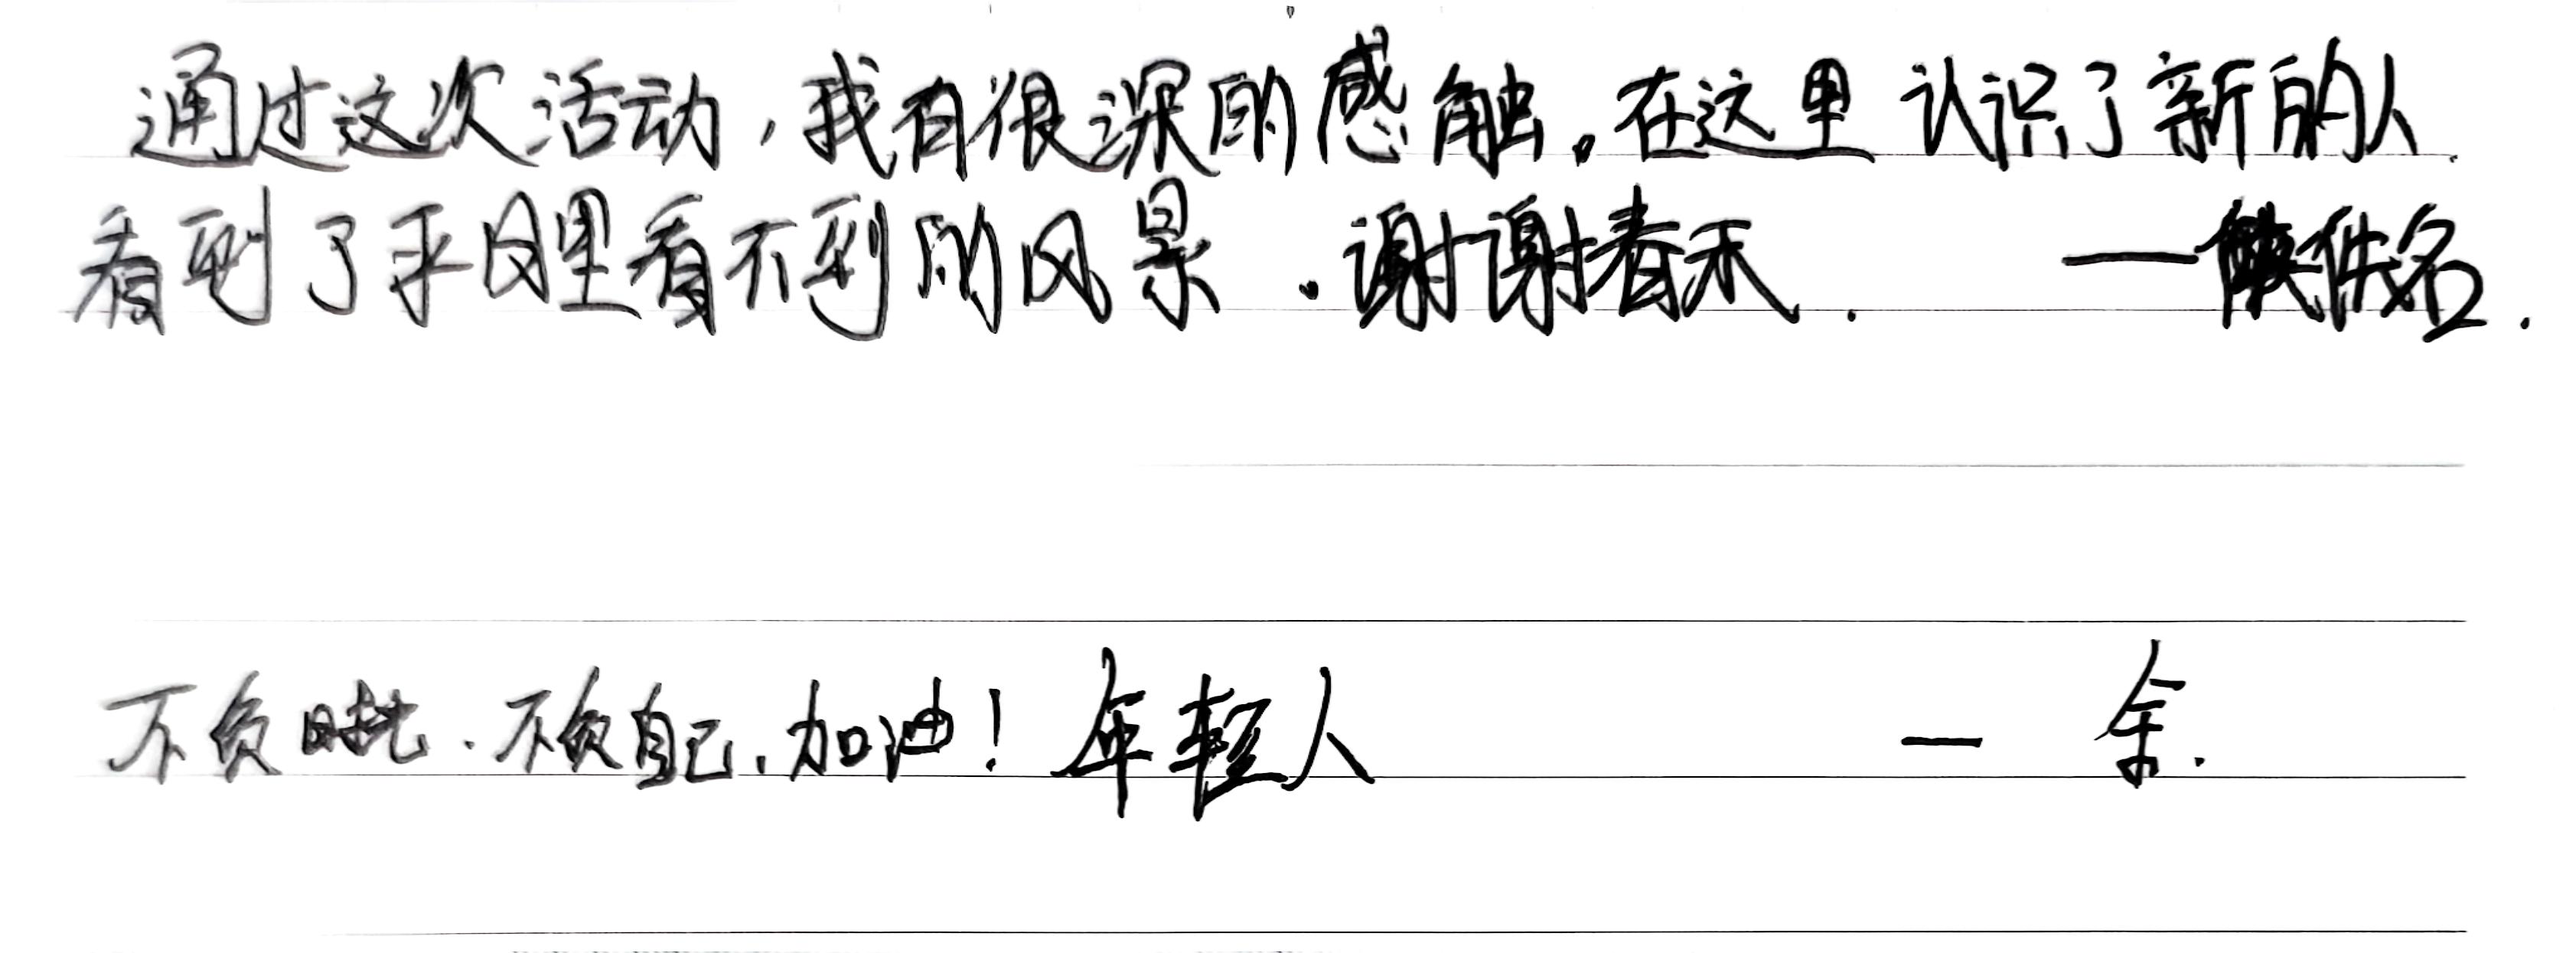 通过这次活动，我有很深的感触。在这里 认识了新的人.
看到了平日里看不到的风景.谢谢春禾.                —佚名.
不负时光.不负自己.加油！年轻人                — 余.